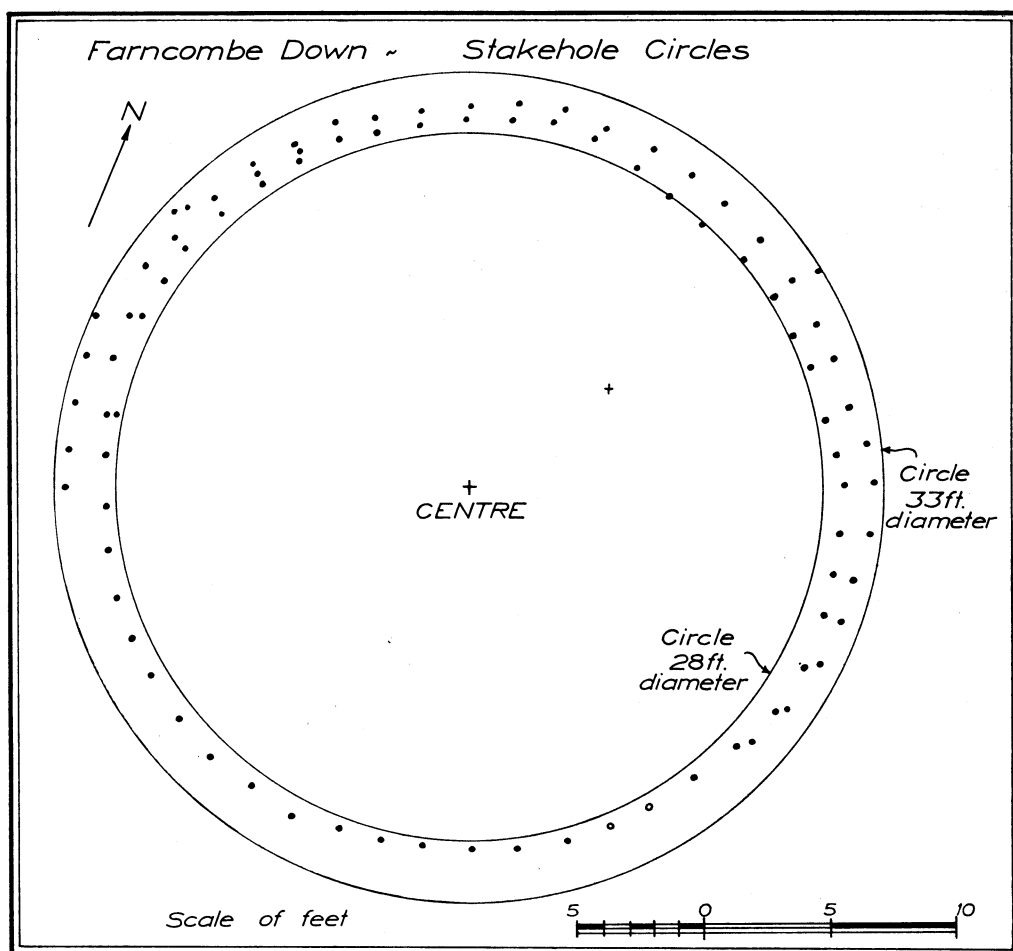 Farncombe Down ~ Stakehole Circles
N
CENTRE
Circle
33ft.
diameter
Circle
28ft.
diameter
Scale of feet
5 0 5 10